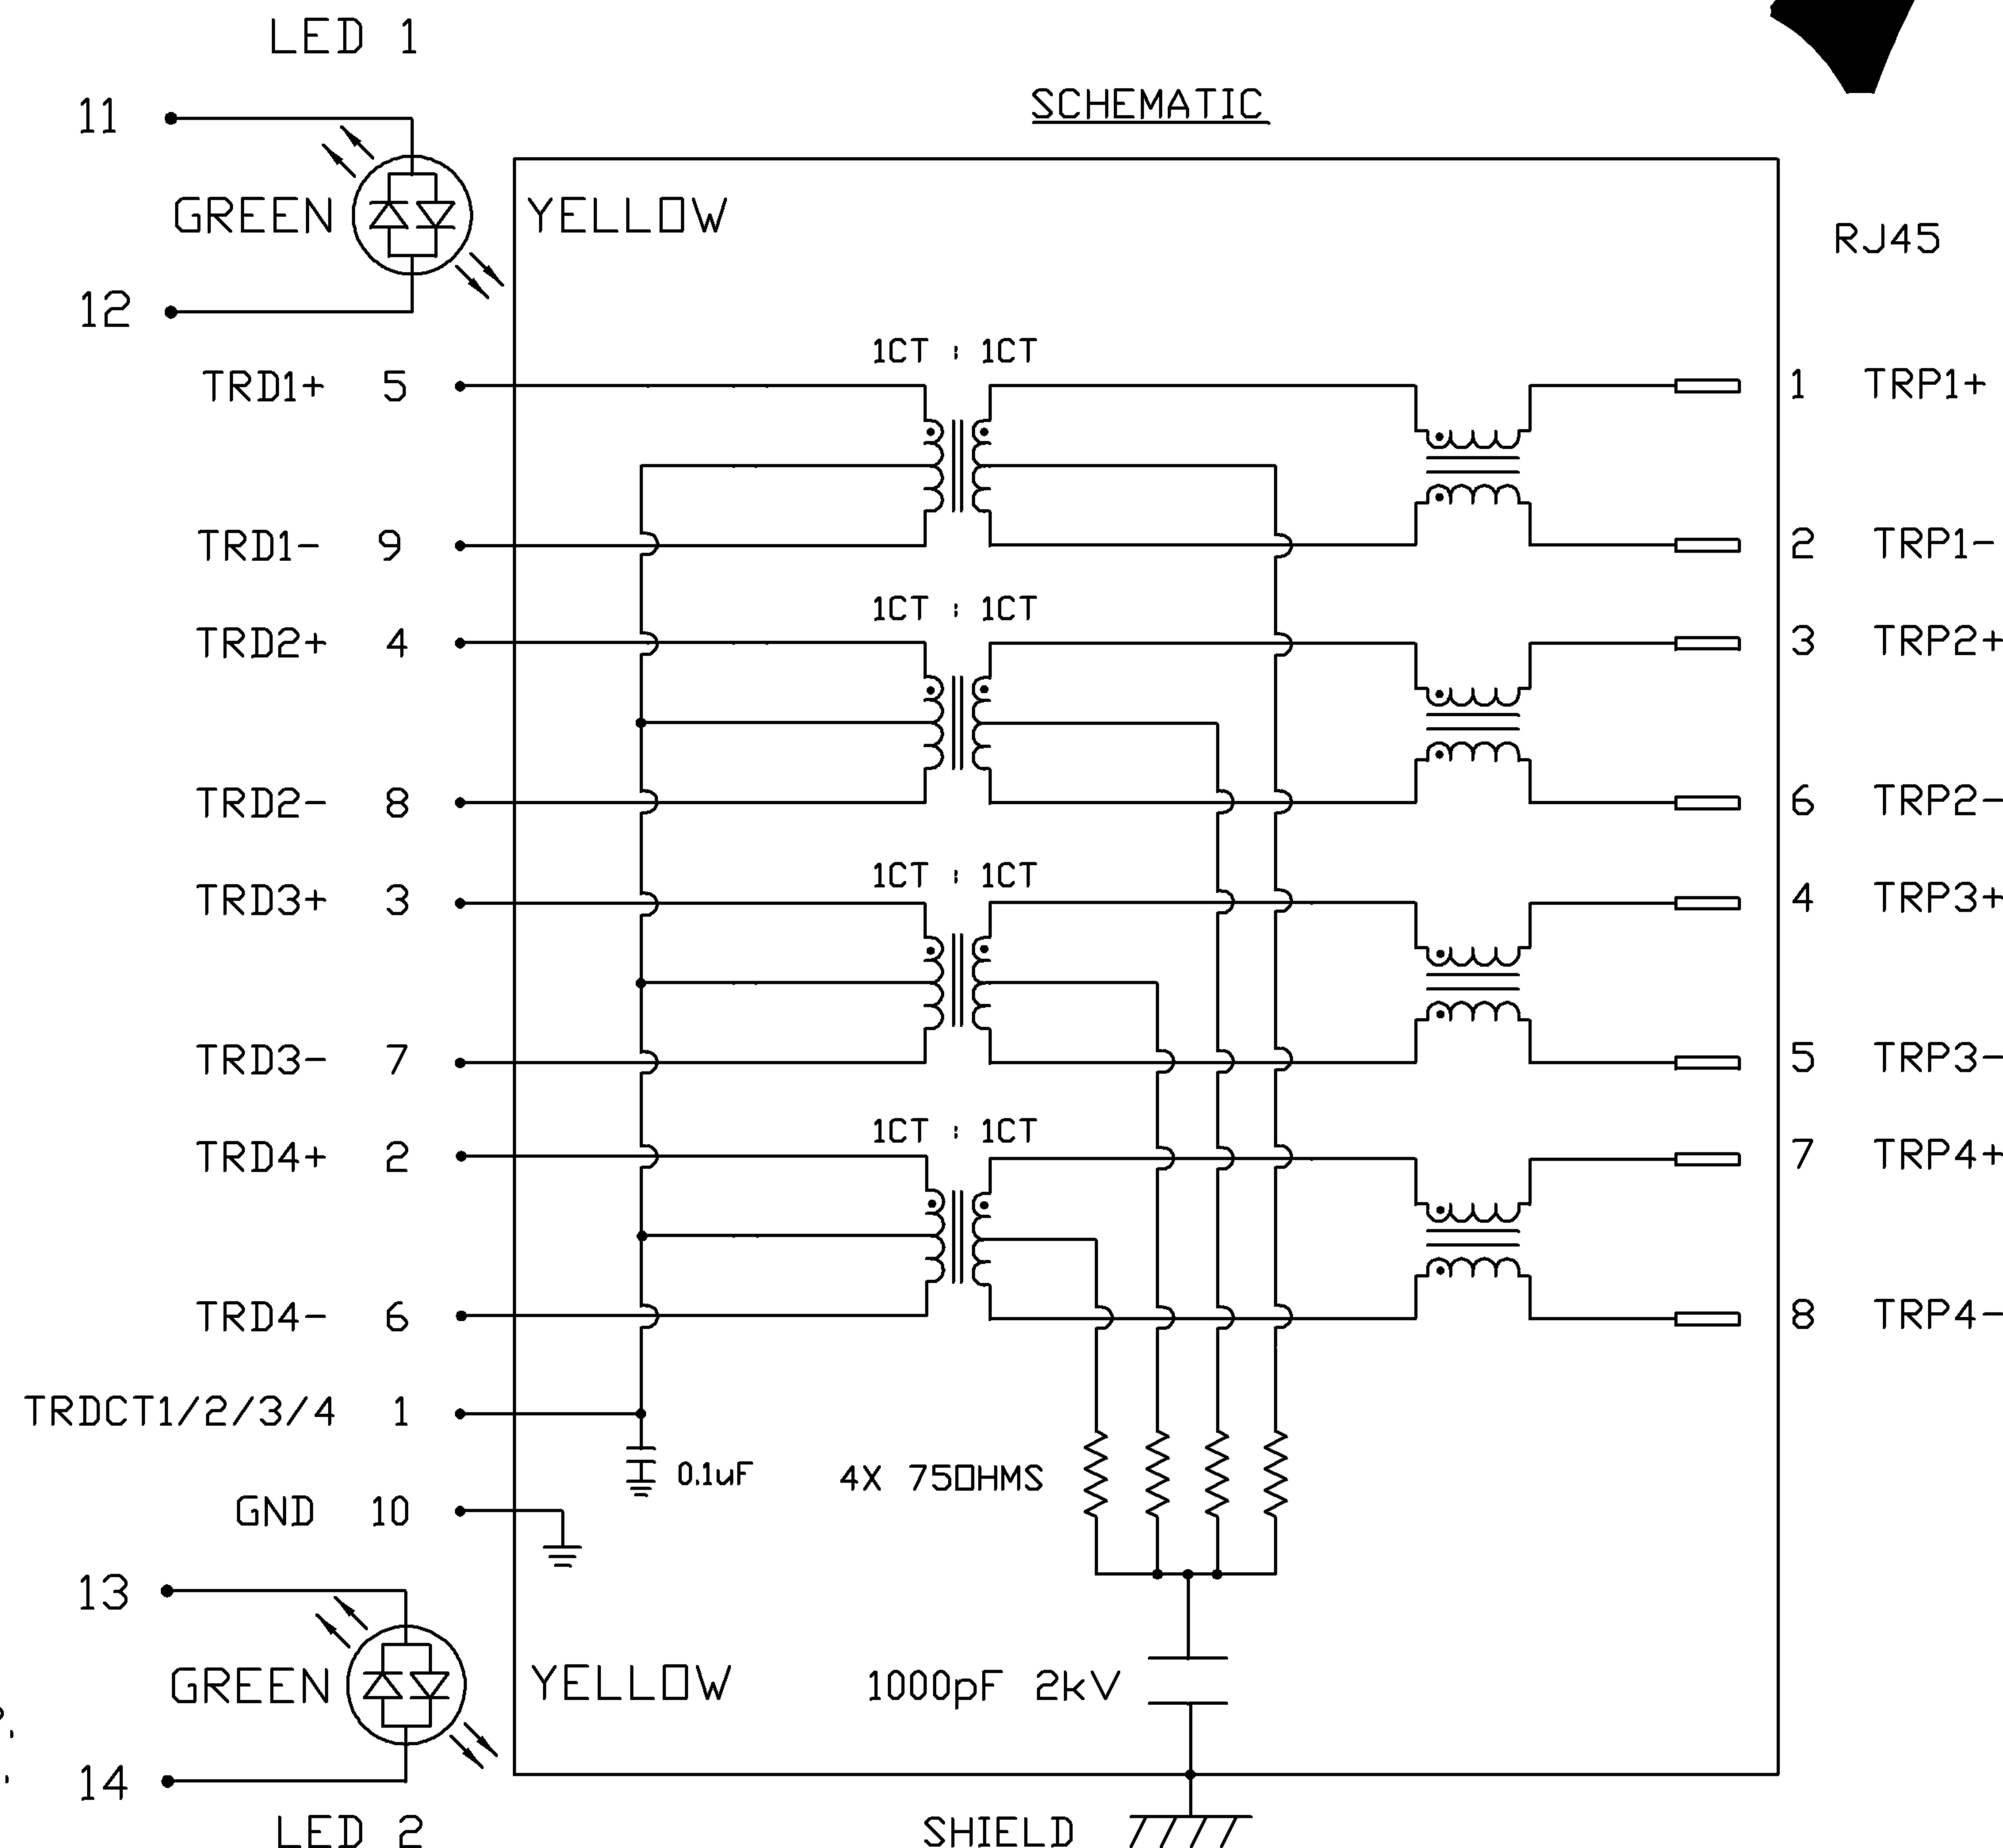 LED 1
11
SCHEMATIC
GREEN YELLOW
RJ45
12
1CT : 1CT
TRD1+ 5 1 TRP1+
TRD1- 9 2 TRP1-
1CT : 1CT
TRD2+ 4 3 TRP2+
TRD2- 8 6 TRP2-
1CT : 1CT
TRD3+ 3 4 TRP3+
TRD3- 7 5 TRP3-
1CT : 1CT
TRD4+ 2 7 TRP4+
TRD4- 6 8 TRP4-
TRDCT1/2/3/4 1
0.1uF 4X 75OHMS
GND 10
13
GREEN YELLOW 1000pF 2kV
14
LED 2 SHIELD